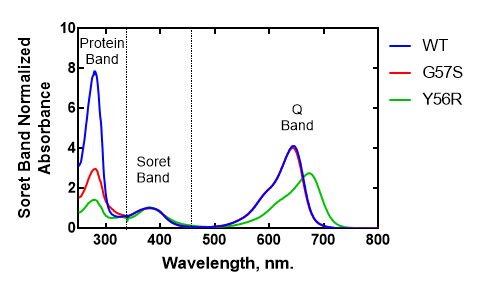 Soret Band Normalized
Absorbance
10
8
6
4
2
0
Protein
Band
Soret
Band
Q
Band
300
400
500
600
700
800
Wavelength, nm.
WT
G57S
Y56R